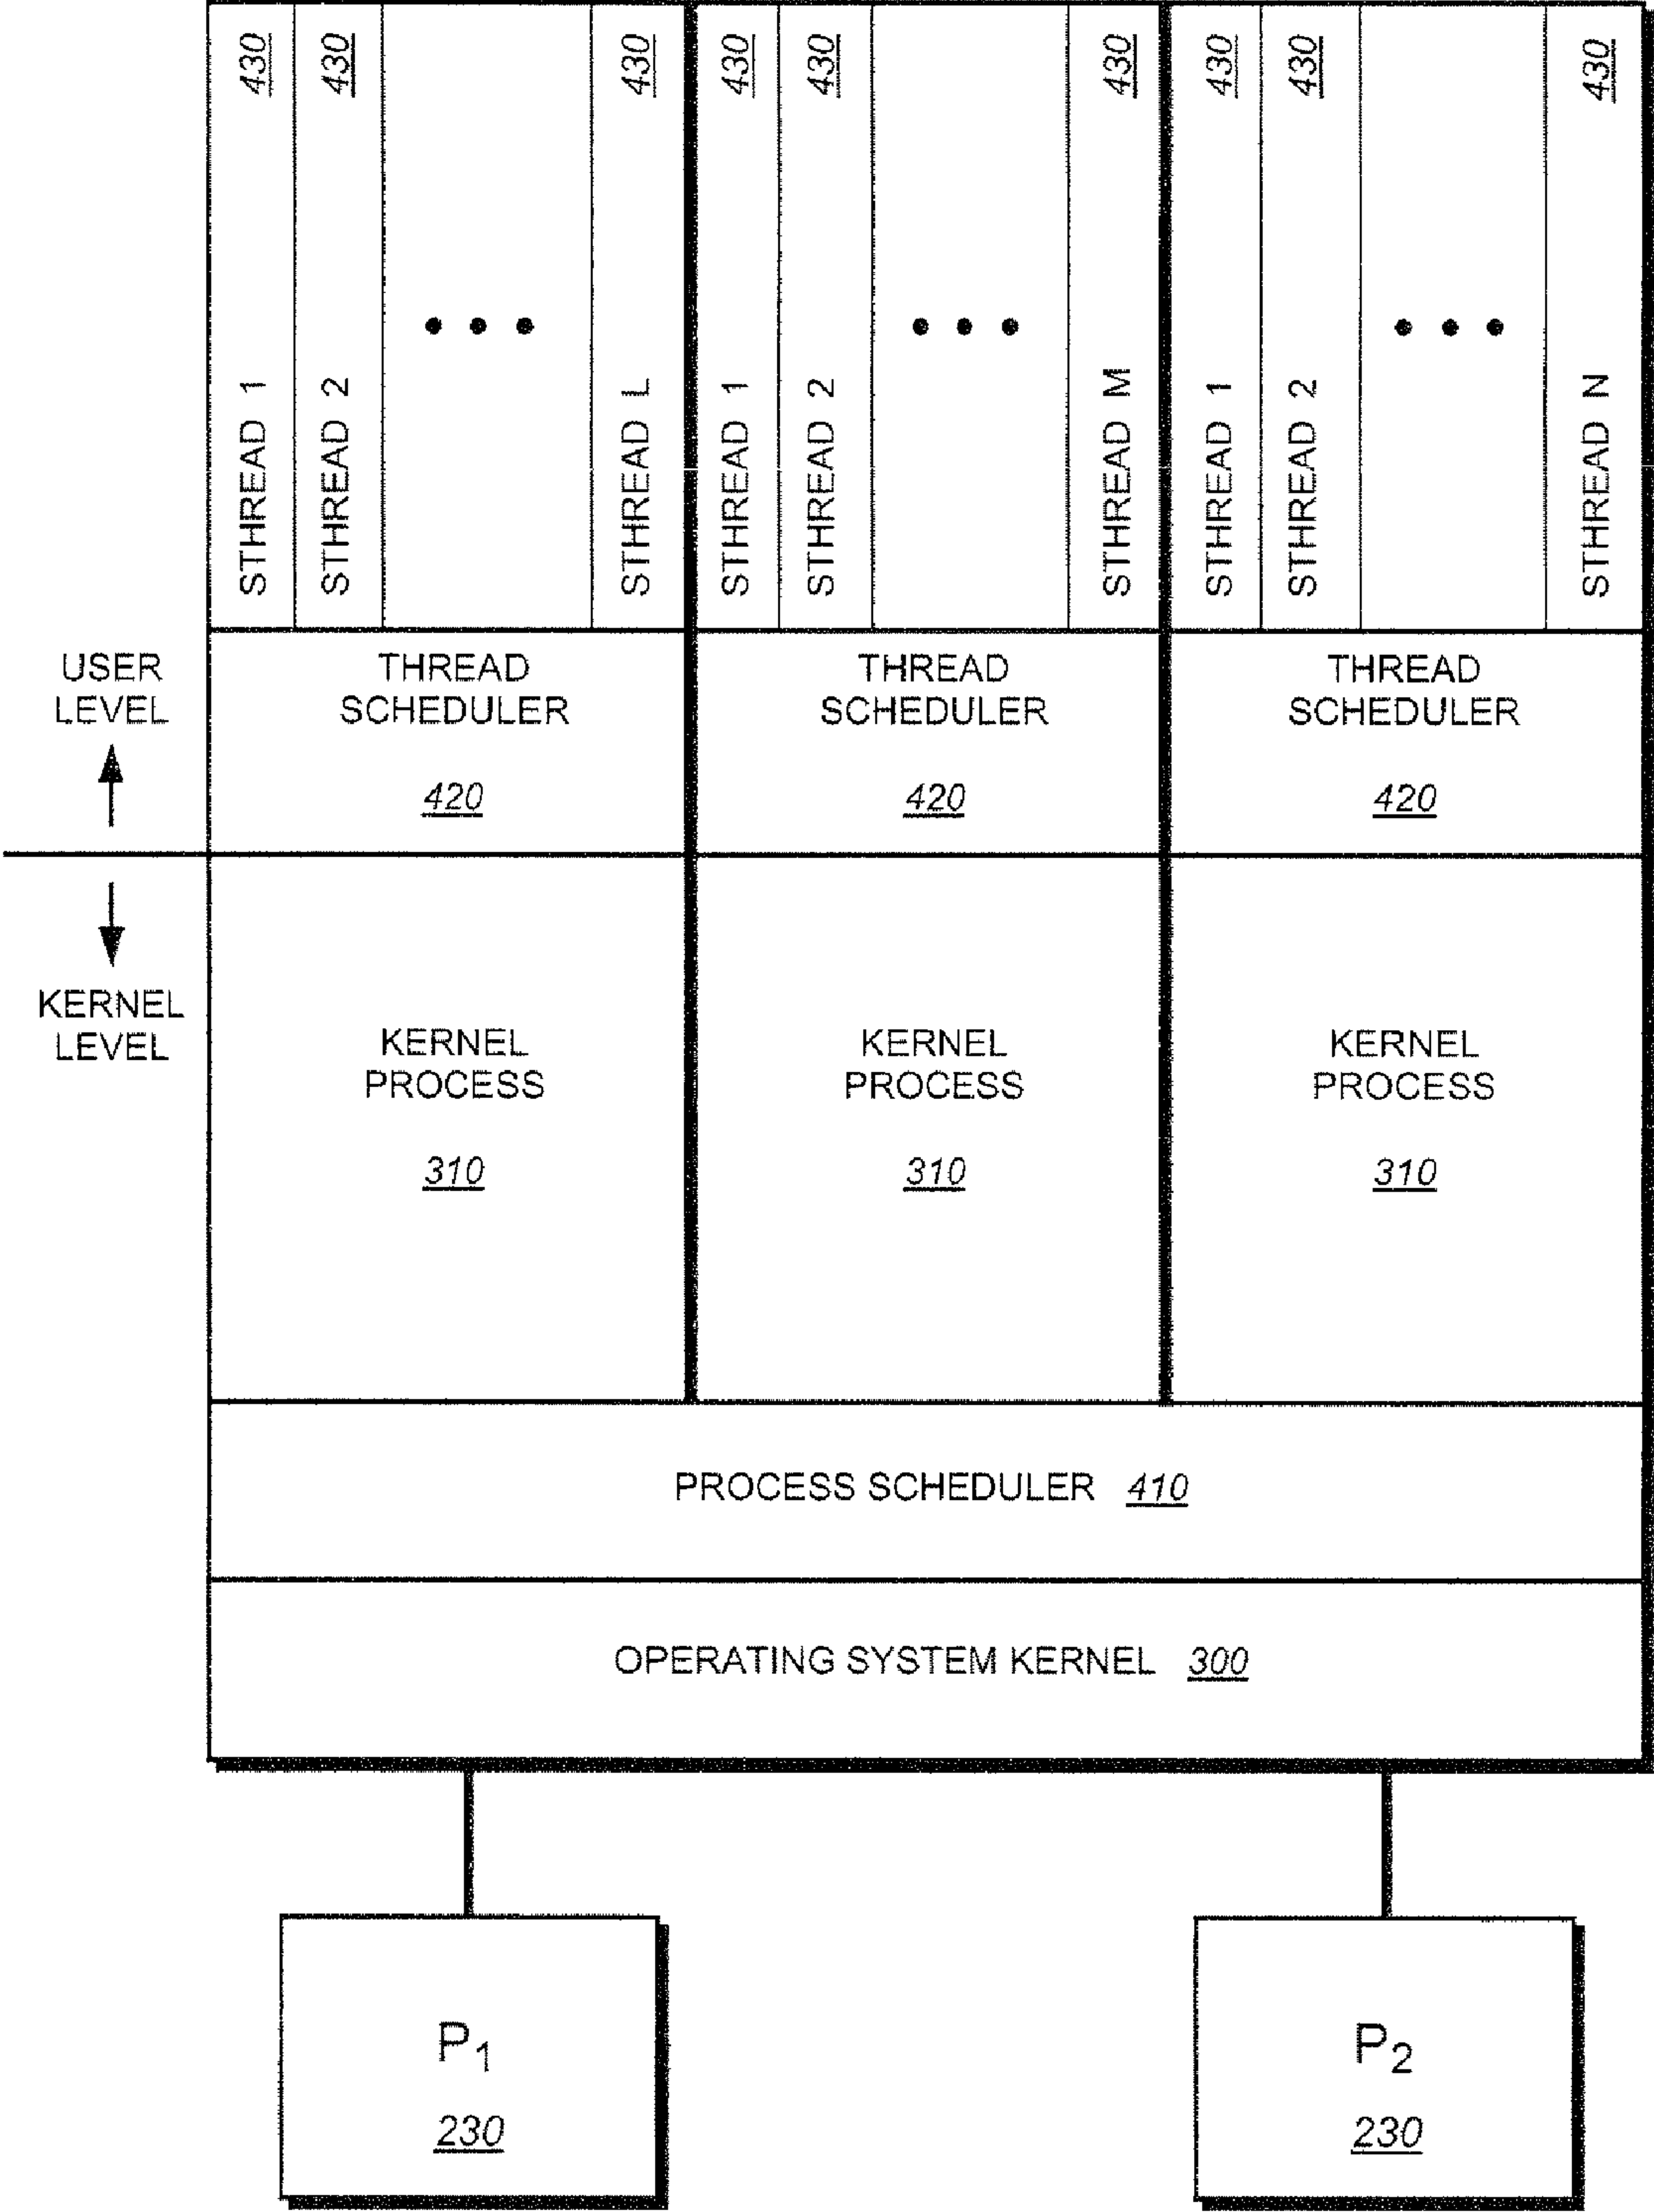 STHREAD 1 430
STHREAD 2 430
STHREAD L 430
STHREAD 1 430
STHREAD 2 430
STHREAD M 430
STHREAD 1 430
STHREAD 2 430
STHREAD N 430
USER
LEVEL
THREAD
SCHEDULER
420
THREAD
SCHEDULER
420
THREAD
SCHEDULER
420
KERNEL
LEVEL
KERNEL
PROCESS
310
KERNEL
PROCESS
310
KERNEL
PROCESS
310
PROCESS SCHEDULER 410
OPERATING SYSTEM KERNEL 300
P1
230
P2
230